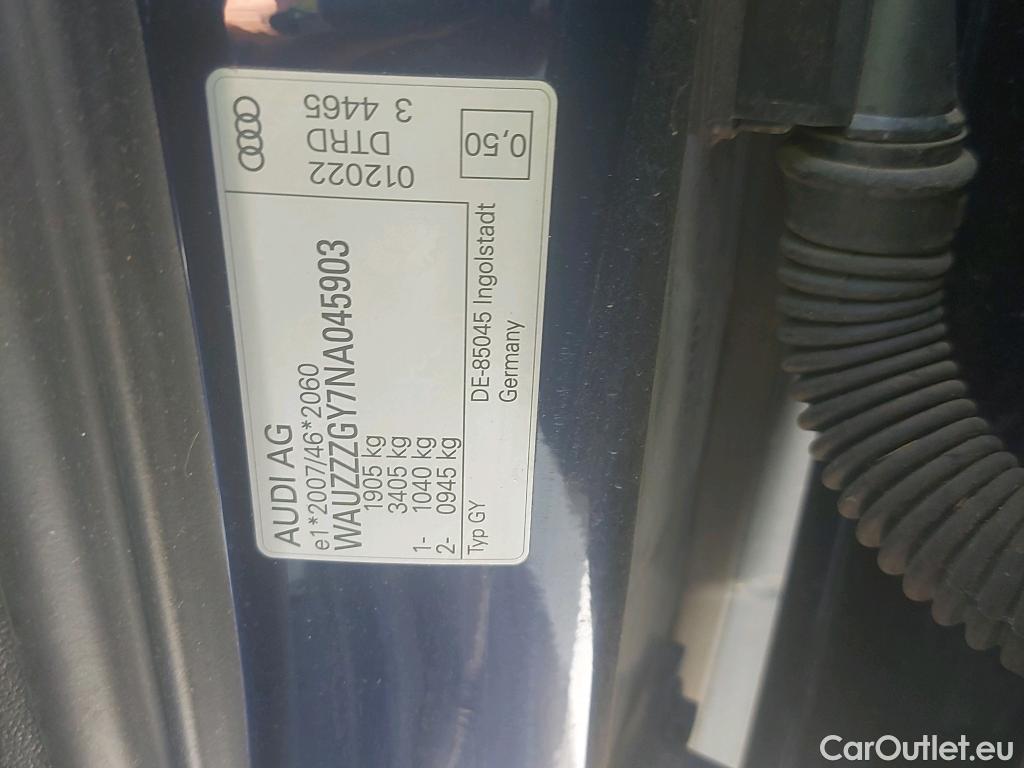 AUDI AG
e1*2007/46*2060
WAUZZZGY7NA045903
1905 kg
3405 kg
1- 1040 kg
2- 0945 kg
Typ GY
DE-85045 Ingolstadt
Germany
012022
DTRD
3 4465
0,50
CarOutlet.eu